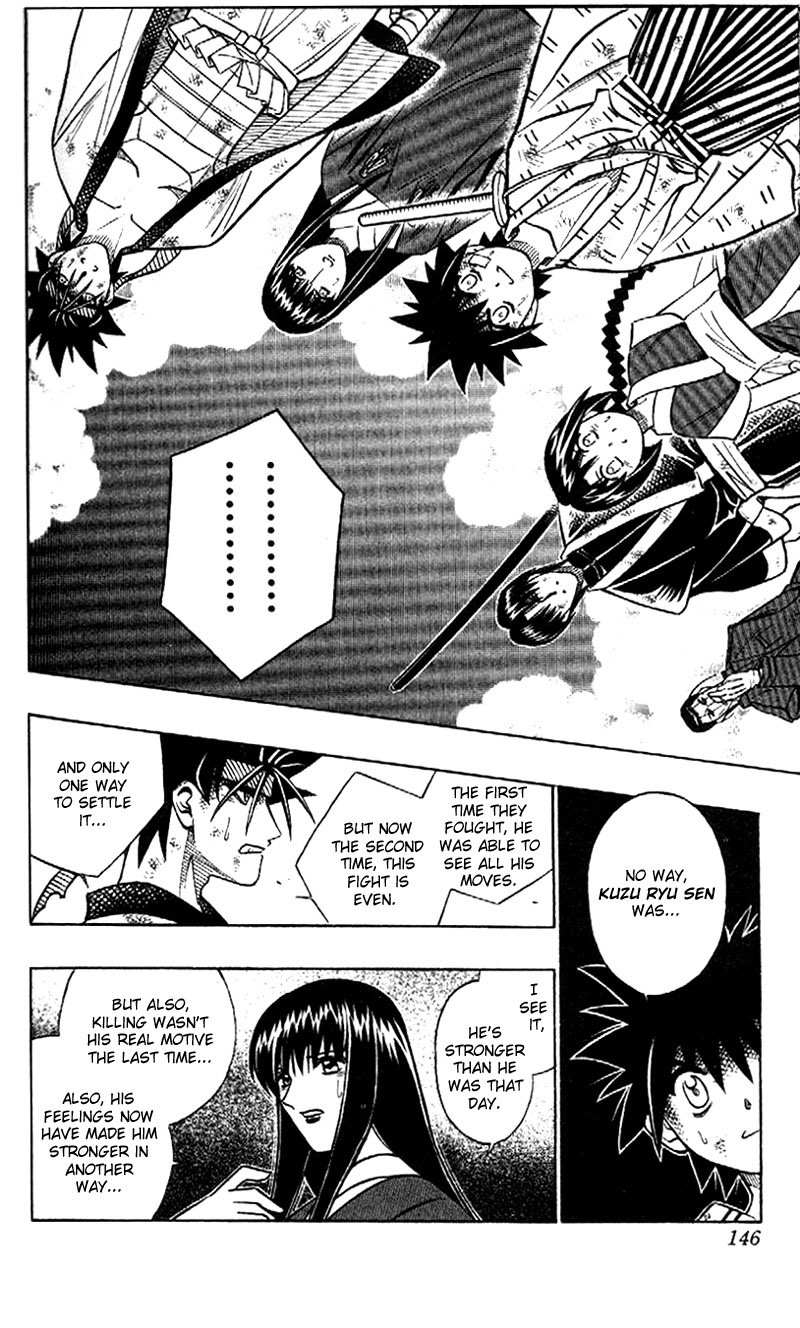 NO WAY,
KUZU RYU SEN
WAS...
THE FIRST
TIME THEY
FOUGHT, HE
WAS ABLE TO
SEE ALL HIS
MOVES.
BUT NOW
THE SECOND
TIME, THIS
FIGHT IS
EVEN.
AND ONLY
ONE WAY
TO SETTLE
IT...
I
SEE
IT,
HE'S
STRONGER
THAN HE
WAS THAT
DAY.
BUT ALSO,
KILLING WASN'T
HIS REAL MOTIVE
THE LAST TIME...
ALSO, HIS
FEELINGS NOW
HAVE MADE HIM
STRONGER IN
ANOTHER
WAY...
146